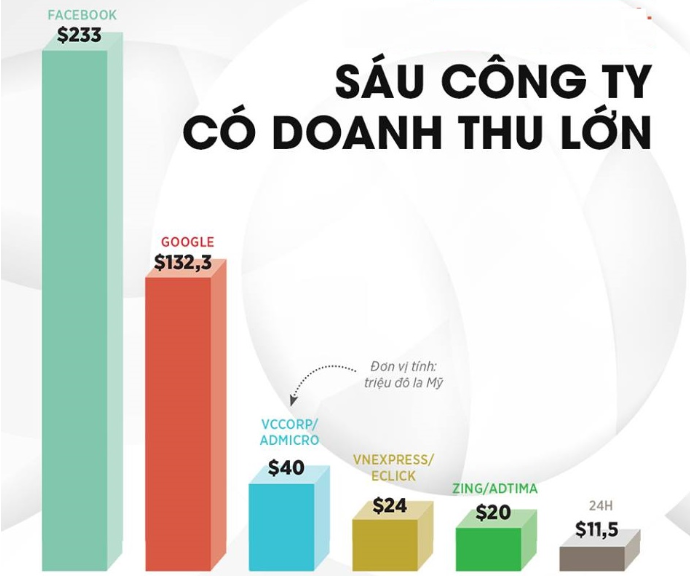 FACEBOOK
$233
SÁU CÔNG TY
CÓ DOANH THU LỚN
GOOGLE
$132,3
Đơn vị tính:
triệu đô la Mỹ
VCCORP/
ADMICRO
$40
VNEXPRESS/
ECLICK
$24
ZING/ADTIMA
$20
24H
$11,5